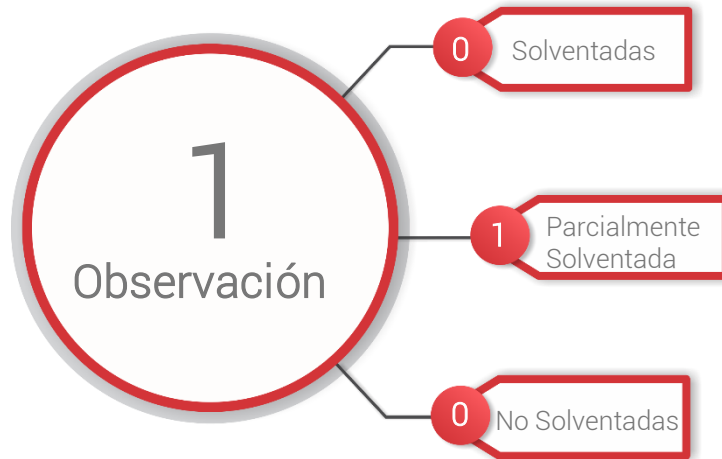 0 Solventadas
1
Observación
1 Parcialmente
Solventada
0 No Solventadas